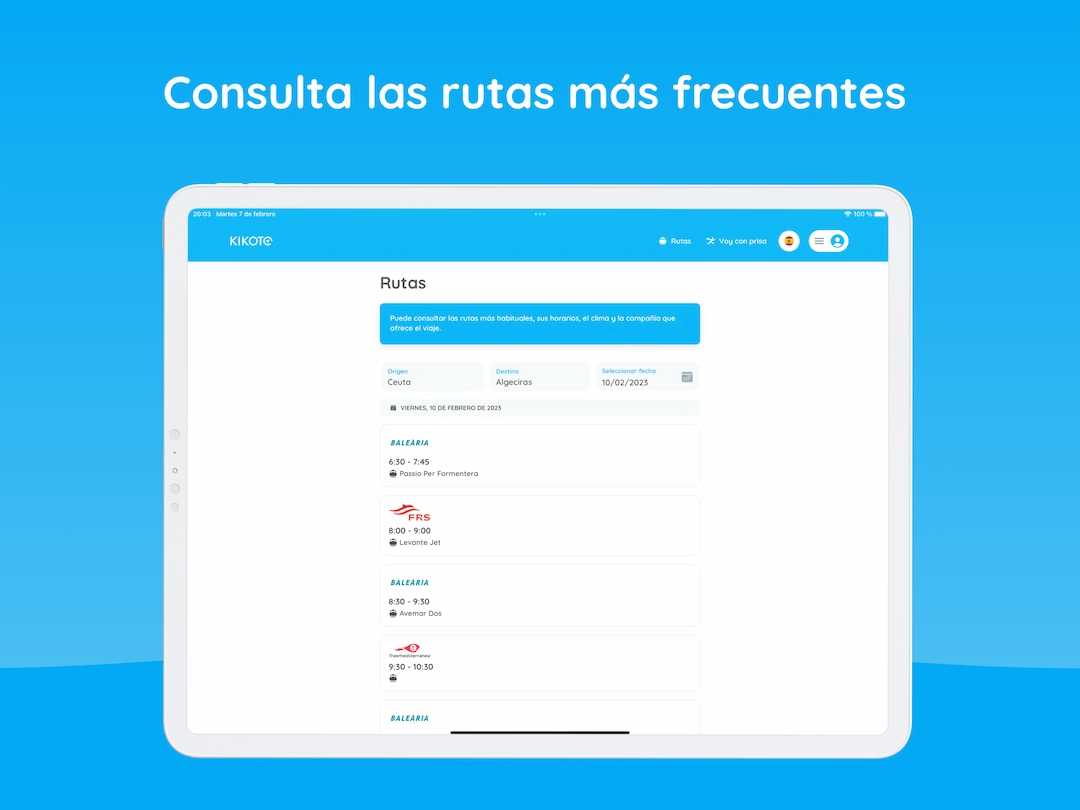 Consulta las rutas más frecuentes
20:03 Martes 7 de febrero
100 %
KIKOTO
Rutas
Voy con prisa
Rutas
Puede consultar las rutas más habituales, sus horarios, el clima y la compañía que
ofrece el viaje.
Origen
Ceuta
Destino
Algeciras
Seleccionar fecha
10/02/2023
VIERNES, 10 DE FEBRERO DE 2023
BALEÀRIA
6:30 - 7:45
Passio Per Formentera
FRS
8:00 - 9:00
Levante Jet
BALEÀRIA
8:30 - 9:30
Avemar Dos
Trasmediterranea
9:30 - 10:30
BALEÀRIA